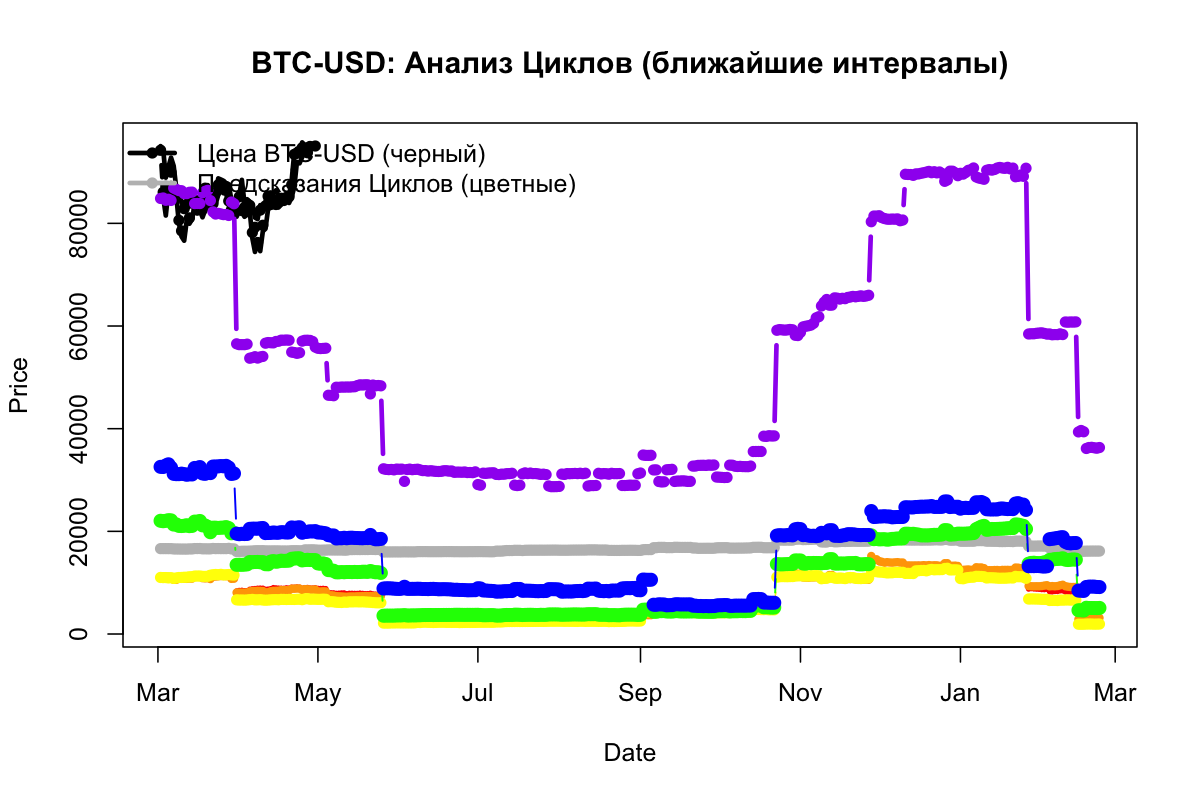 BTC-USD: Анализ Циклов (ближайшие интервалы)
Цена BTC-USD (черный)
Предсказания Циклов (цветные)
Price
80000
60000
40000
20000
0
Mar May Jul Sep Nov Jan Mar
Date